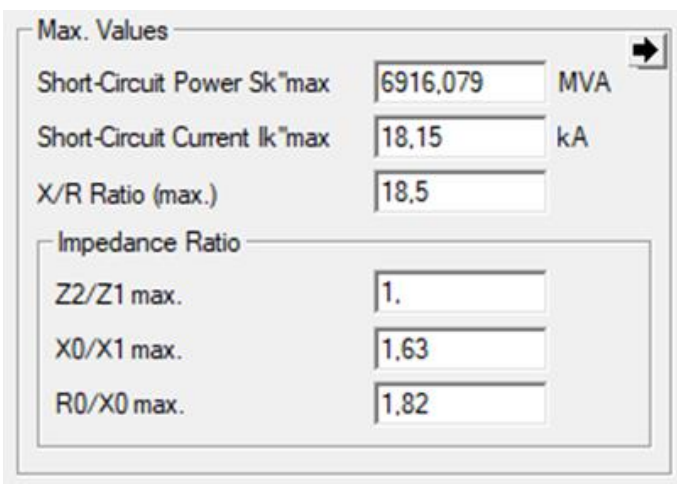 Max. Values
Short-Circuit Power Sk"max 6916,079 MVA
Short-Circuit Current Ik"max 18,15 kA
X/R Ratio (max.) 18,5
Impedance Ratio
Z2/Z1 max. 1,
X0/X1 max. 1,63
R0/X0 max. 1,82